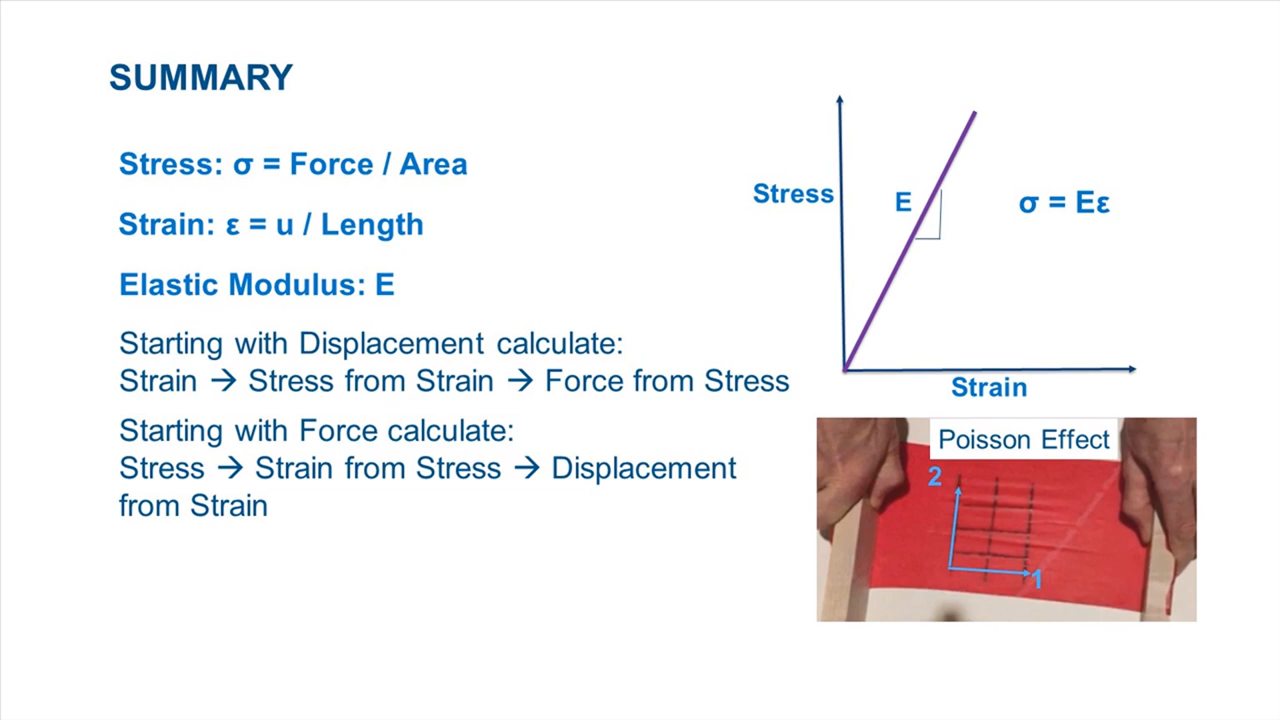 SUMMARY
Stress: σ = Force / Area
Strain: ε = u / Length
Elastic Modulus: E
Starting with Displacement calculate:
Strain → Stress from Strain → Force from Stress
Starting with Force calculate:
Stress → Strain from Stress → Displacement
from Strain
Stress
E
σ = Eε
Strain
Poisson Effect
2
1